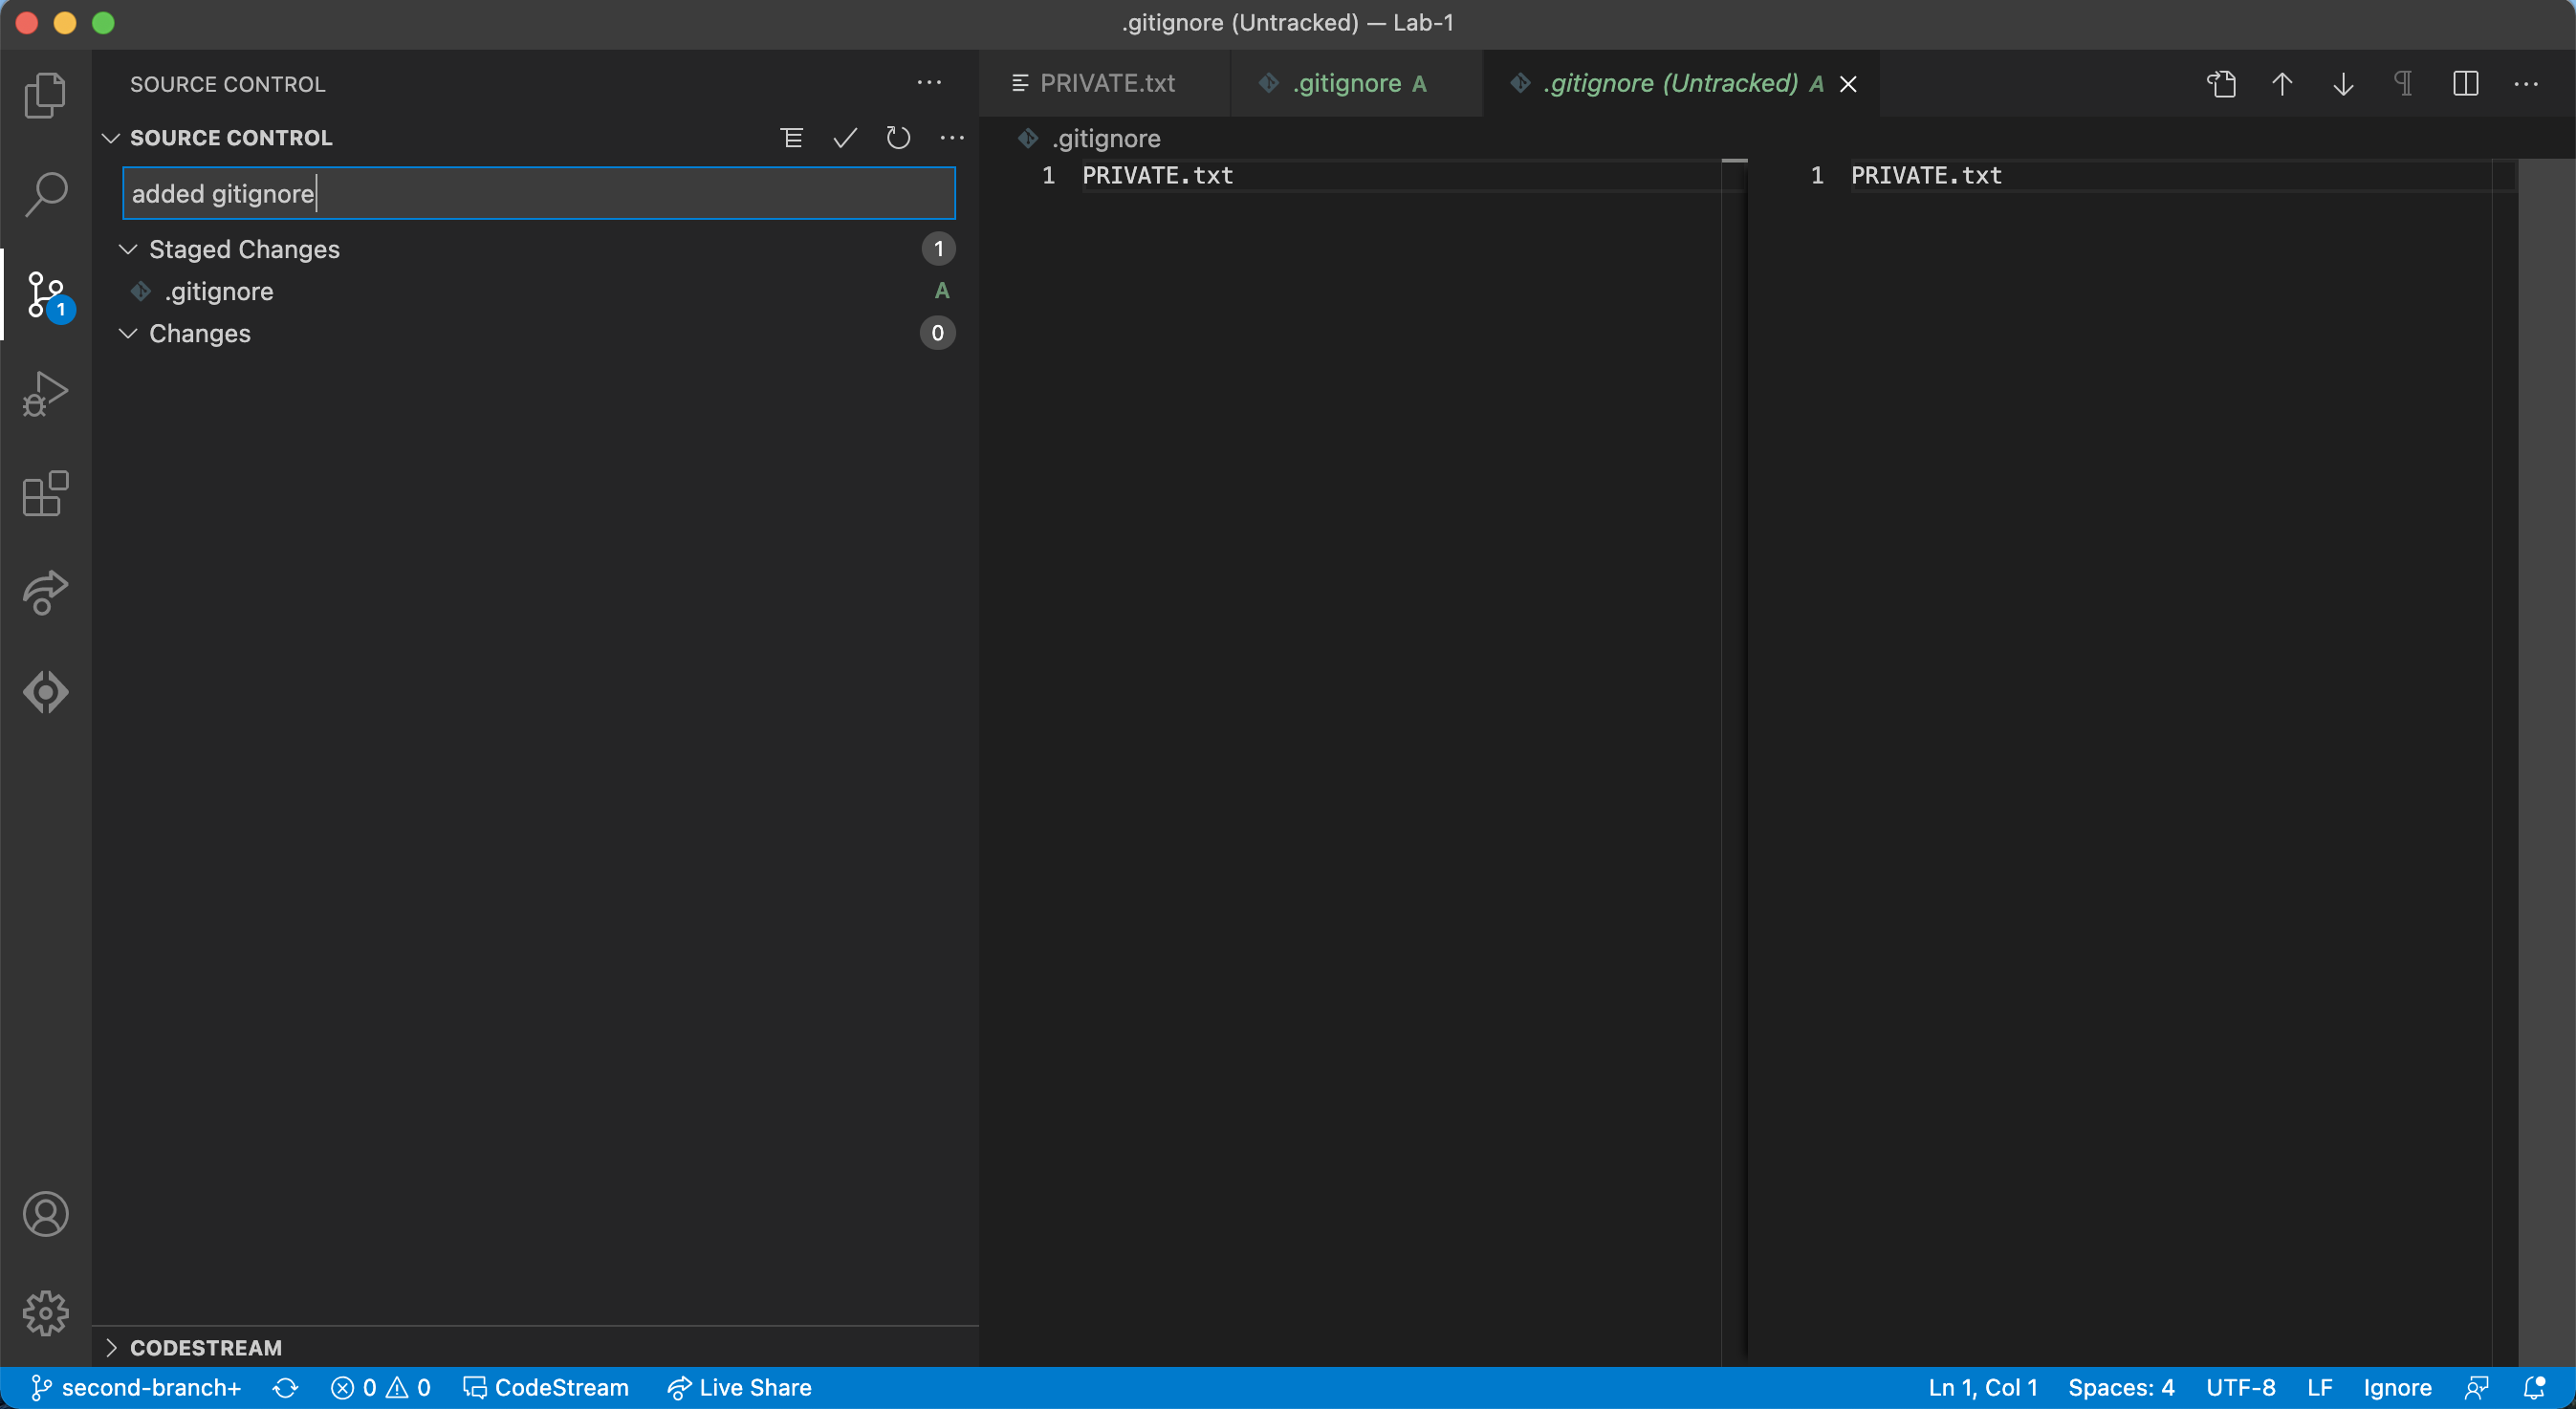 .gitignore (Untracked) — Lab-1
SOURCE CONTROL
PRIVATE.txt
.gitignore A
.gitignore (Untracked) A
SOURCE CONTROL
.gitignore
added gitignore
1 PRIVATE.txt
1 PRIVATE.txt
Staged Changes 1
.gitignore A
1
Changes 0
CODESTREAM
second-branch+ 0 0 CodeStream Live Share Ln 1, Col 1 Spaces: 4 UTF-8 LF Ignore